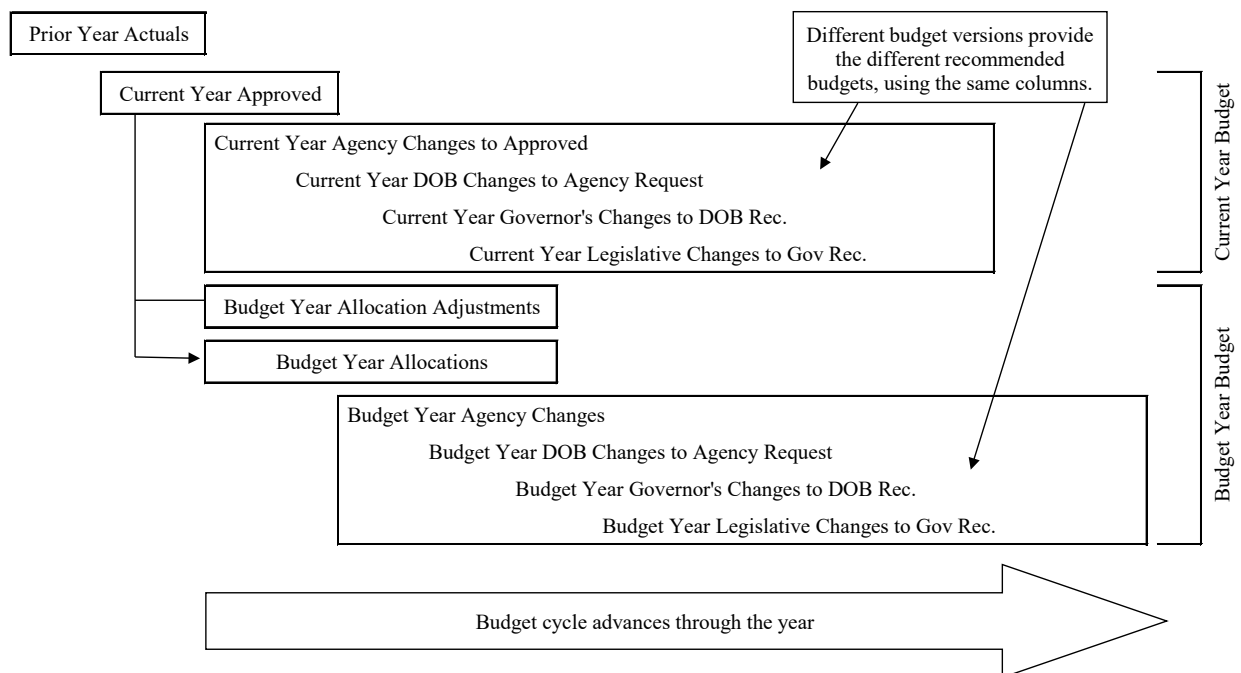 Prior Year Actuals
Different budget versions provide
the different recommended
budgets, using the same columns.
Current Year Approved
Current Year Agency Changes to Approved
Current Year DOB Changes to Agency Request
Current Year Governor's Changes to DOB Rec.
Current Year Legislative Changes to Gov Rec.
Current Year Budget
Budget Year Allocation Adjustments
Budget Year Allocations
Budget Year Agency Changes
Budget Year DOB Changes to Agency Request
Budget Year Governor's Changes to DOB Rec.
Budget Year Legislative Changes to Gov Rec.
Budget Year Budget
Budget cycle advances through the year